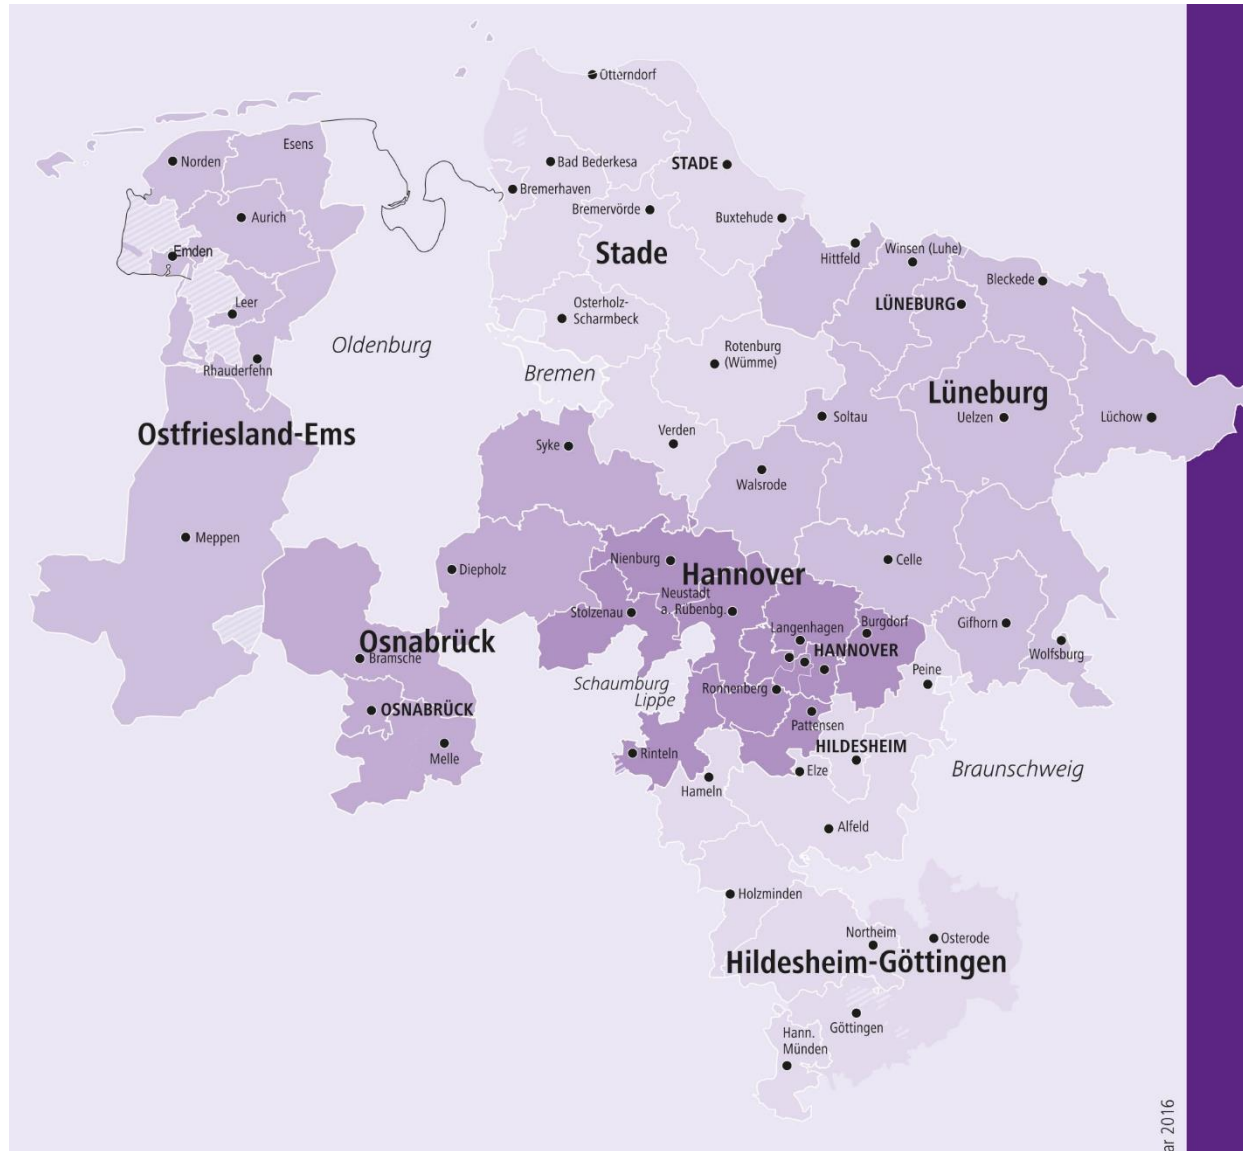 Otterndorf
Esens
Norden
Bad Bederkesa
STADE
Bremerhaven
Bremervörde
Aurich
Buxtehude
Stade
Emden
Hittfeld
Winsen (Luhe)
Bleckede
Leer
LÜNEBURG
Osterholz-
Scharmbeck
Oldenburg
Rotenburg
(Wümme)
Rhauderfehn
Bremen
Lüneburg
Soltau
Uelzen
Lüchow
Ostfriesland-Ems
Verden
Syke
Walsrode
Meppen
Nienburg
Celle
Diepholz
Hannover
Neustadt
a. Rübenbg.
Stolzenau
Langenhagen
Burgdorf
Gifhorn
Osnabrück
HANNOVER
Wolfsburg
Bramsche
Peine
Schaumburg
Lippe
Ronnenberg
OSNABRÜCK
Pattensen
HILDESHEIM
Rinteln
Melle
Elze
Braunschweig
Hameln
Alfeld
Holzminden
Northeim
Osterode
Hildesheim-Göttingen
Göttingen
Hann.
Münden
ar 2016